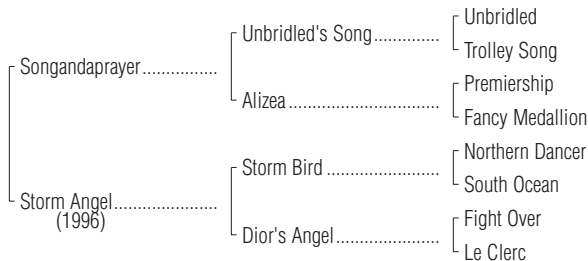 Unbridled
Unbridled's Song..............
Trolley Song
Songandaprayer................
Premiership
Alizea................................
Fancy Medallion
Northern Dancer
Storm Bird ........................
South Ocean
Storm Angel......................
(1996)
Fight Over
Dior's Angel......................
Le Clerc